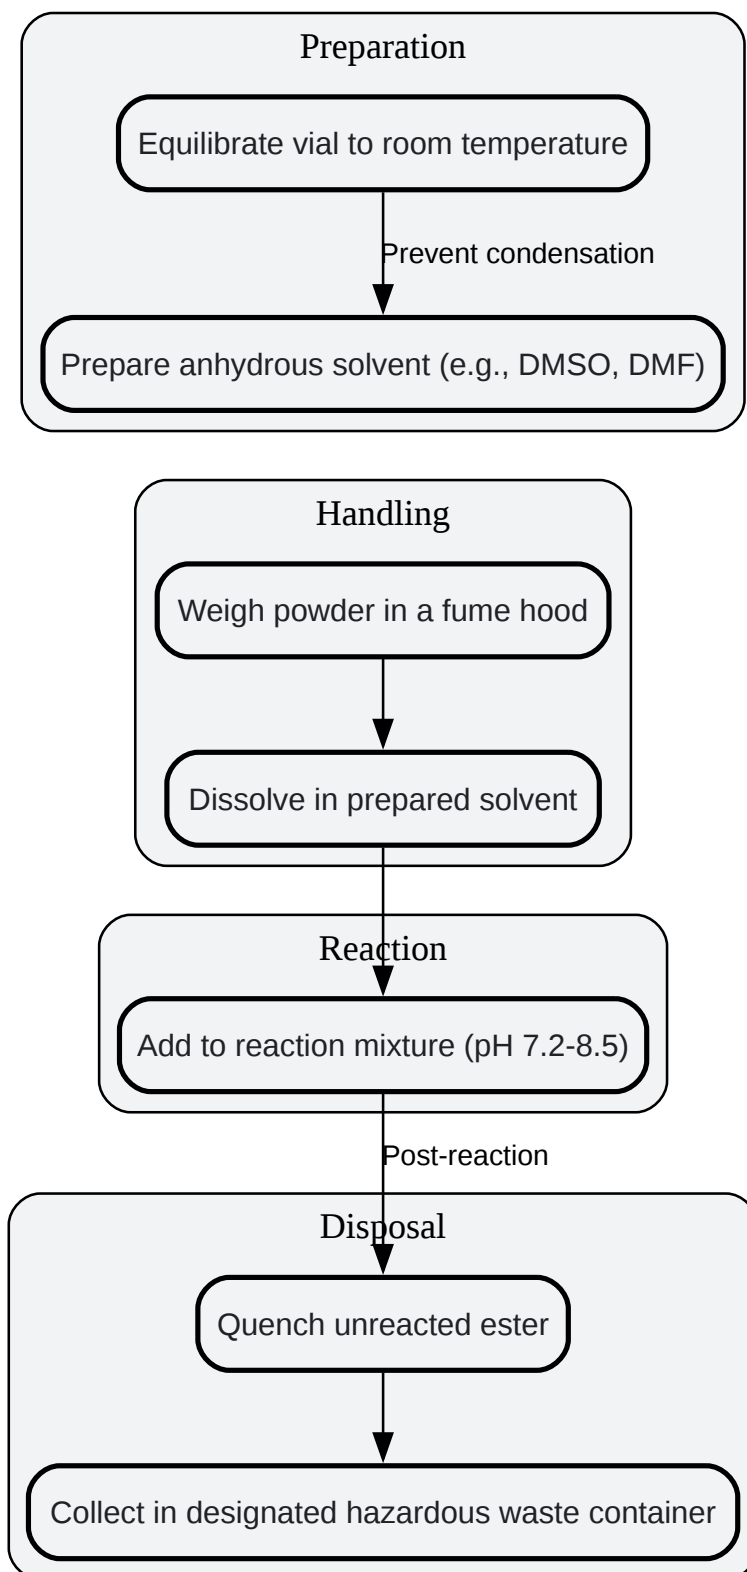 Preparation
Equilibrate vial to room temperature
Prevent condensation
Prepare anhydrous solvent (e.g., DMSO, DMF)
Handling
Weigh powder in a fume hood
Dissolve in prepared solvent
Reaction
Add to reaction mixture (pH 7.2-8.5)
Post-reaction
Disposal
Quench unreacted ester
Collect in designated hazardous waste container